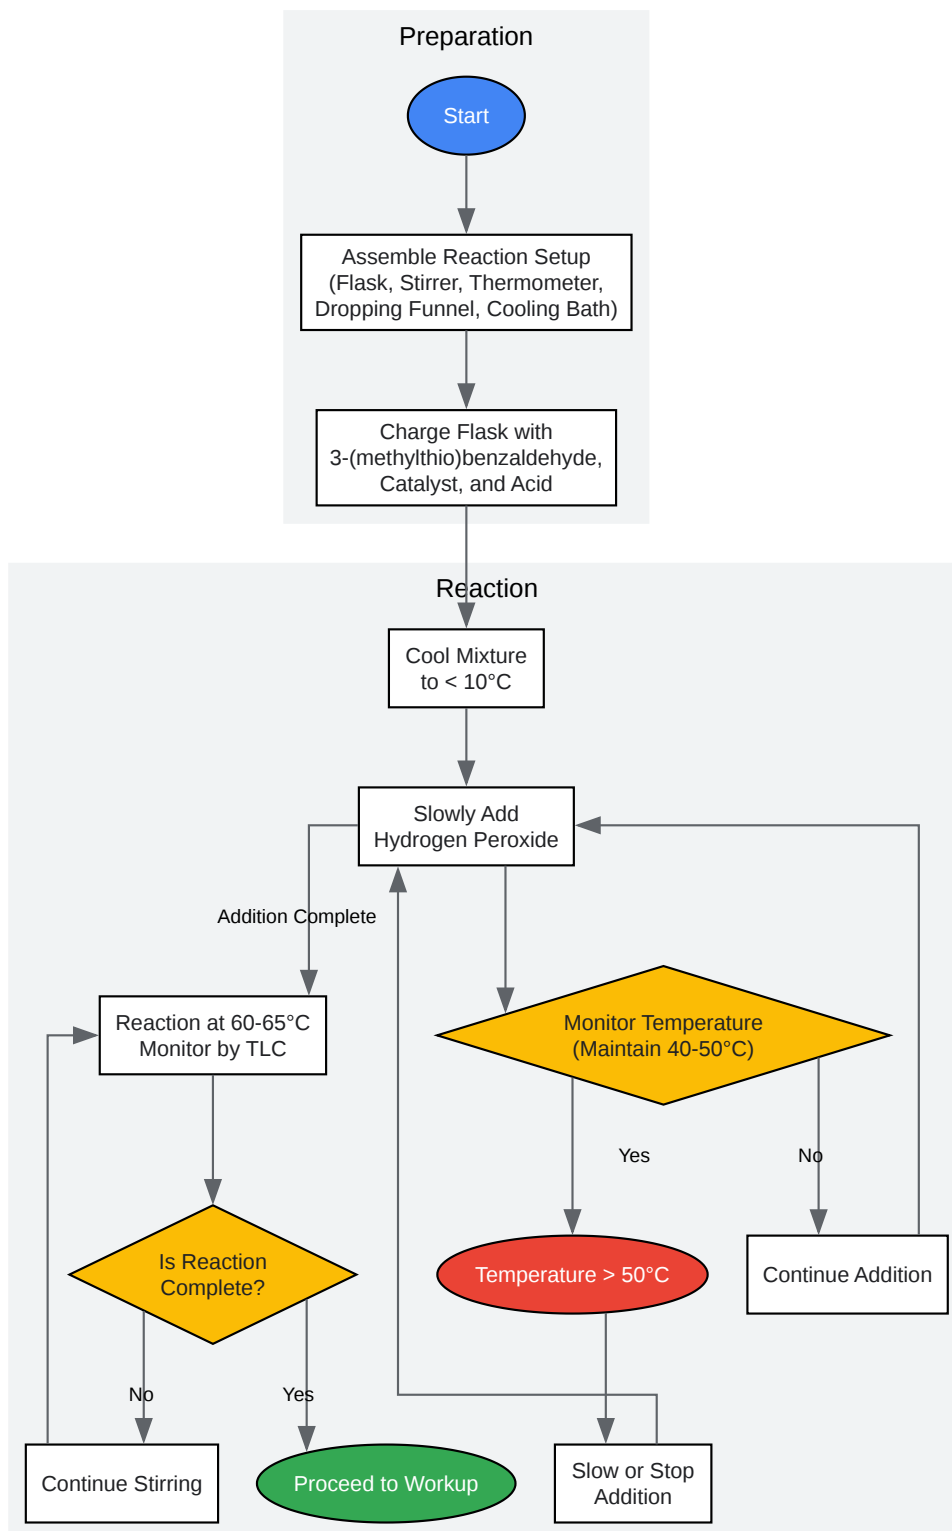 Preparation
Start
Assemble Reaction Setup
(Flask, Stirrer, Thermometer,
Dropping Funnel, Cooling Bath)
Charge Flask with
3-(methylthio)benzaldehyde,
Catalyst, and Acid
Reaction
Cool Mixture
to < 10°C
Slowly Add
Hydrogen Peroxide
Addition Complete
Reaction at 60-65°C
Monitor by TLC
Monitor Temperature
(Maintain 40-50°C)
Yes
No
Is Reaction
Complete?
Temperature > 50°C
Continue Addition
No
Yes
Continue Stirring
Proceed to Workup
Slow or Stop
Addition